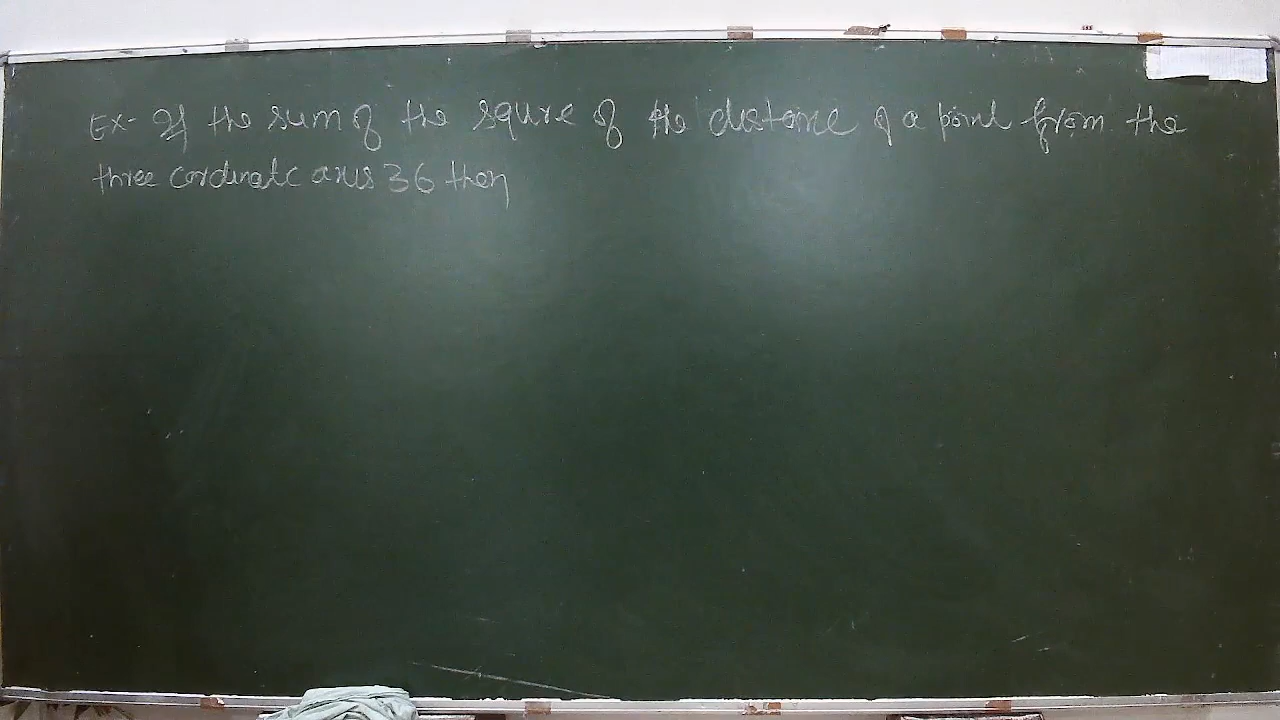 EX- If the sum of the squre of the distance of a point from the
three cordinate axis 36 then